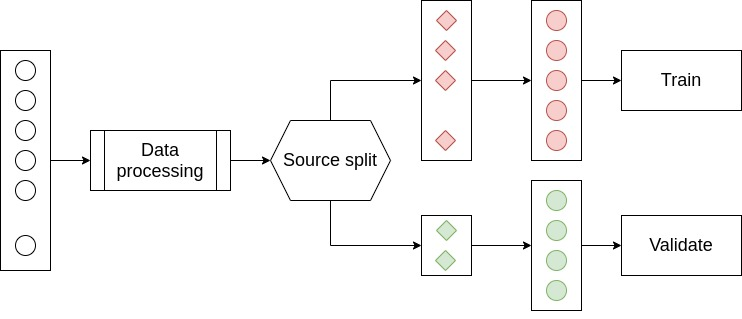 Data
processing
Source split
Train
Validate